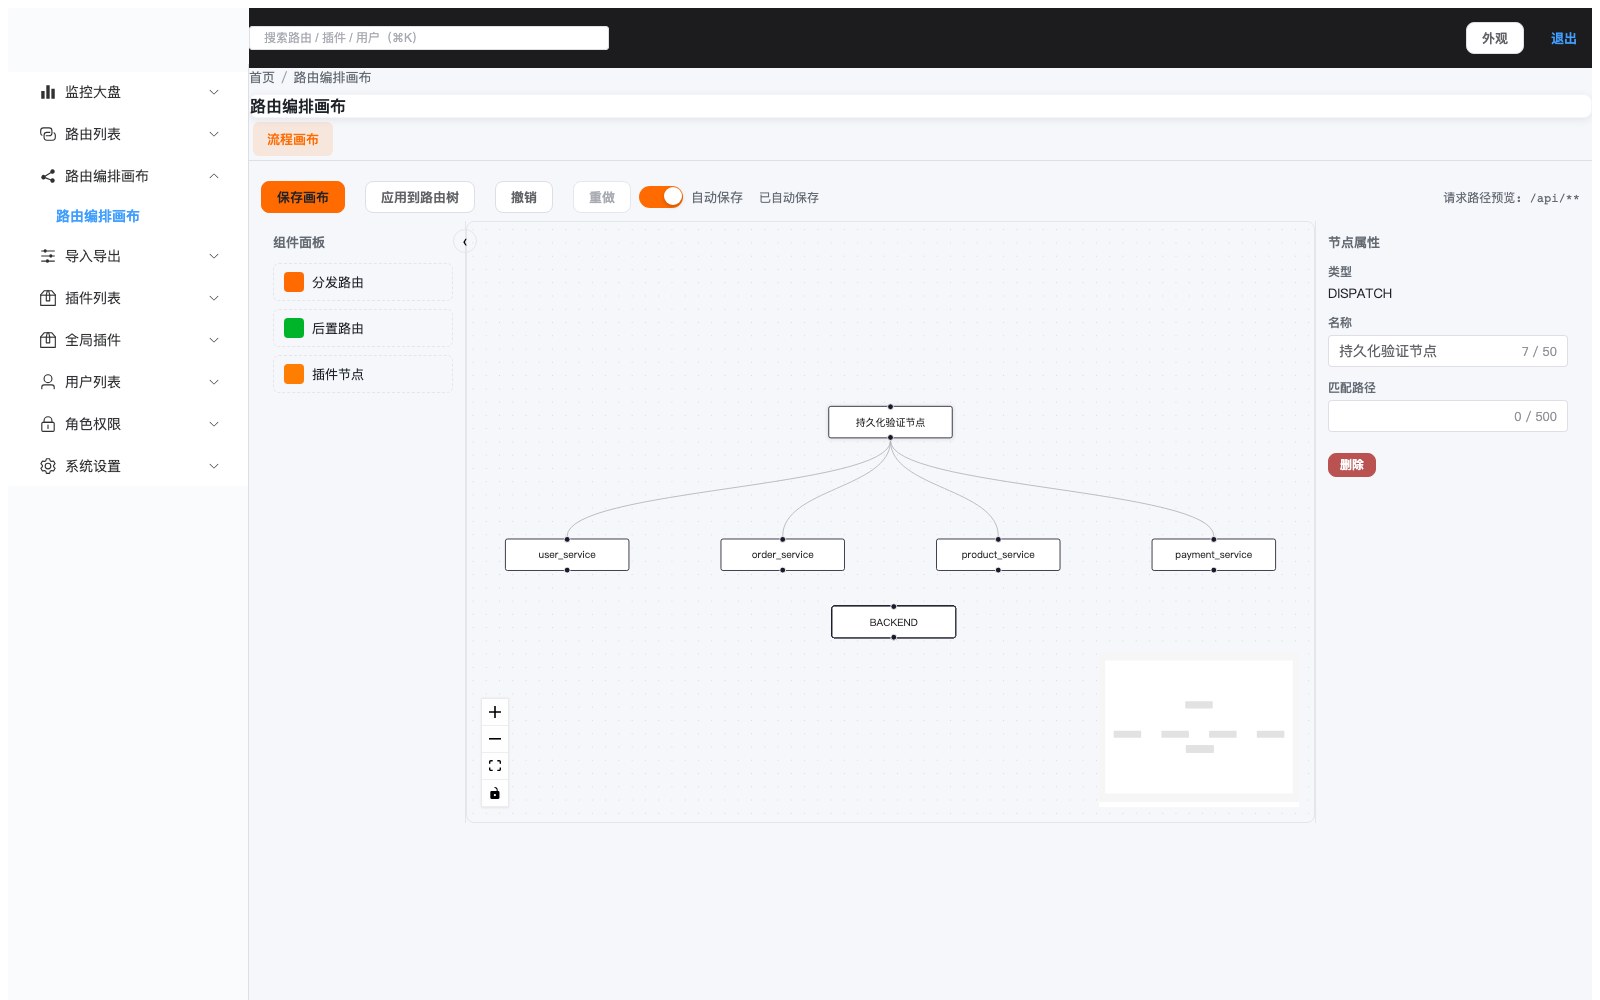 搜索路由 / 插件 / 用户（⌘K）
外观
退出
监控大盘
路由列表
路由编排画布
路由编排画布
导入导出
插件列表
全局插件
用户列表
角色权限
系统设置
首页 / 路由编排画布
路由编排画布
流程画布
保存画布
应用到路由树
撤销
重做
自动保存
已自动保存
请求路径预览: /api/**
组件面板
分发路由
后置路由
插件节点
持久化验证节点
user_service
order_service
product_service
payment_service
BACKEND
节点属性
类型
DISPATCH
名称
持久化验证节点 7 / 50
匹配路径
0 / 500
删除